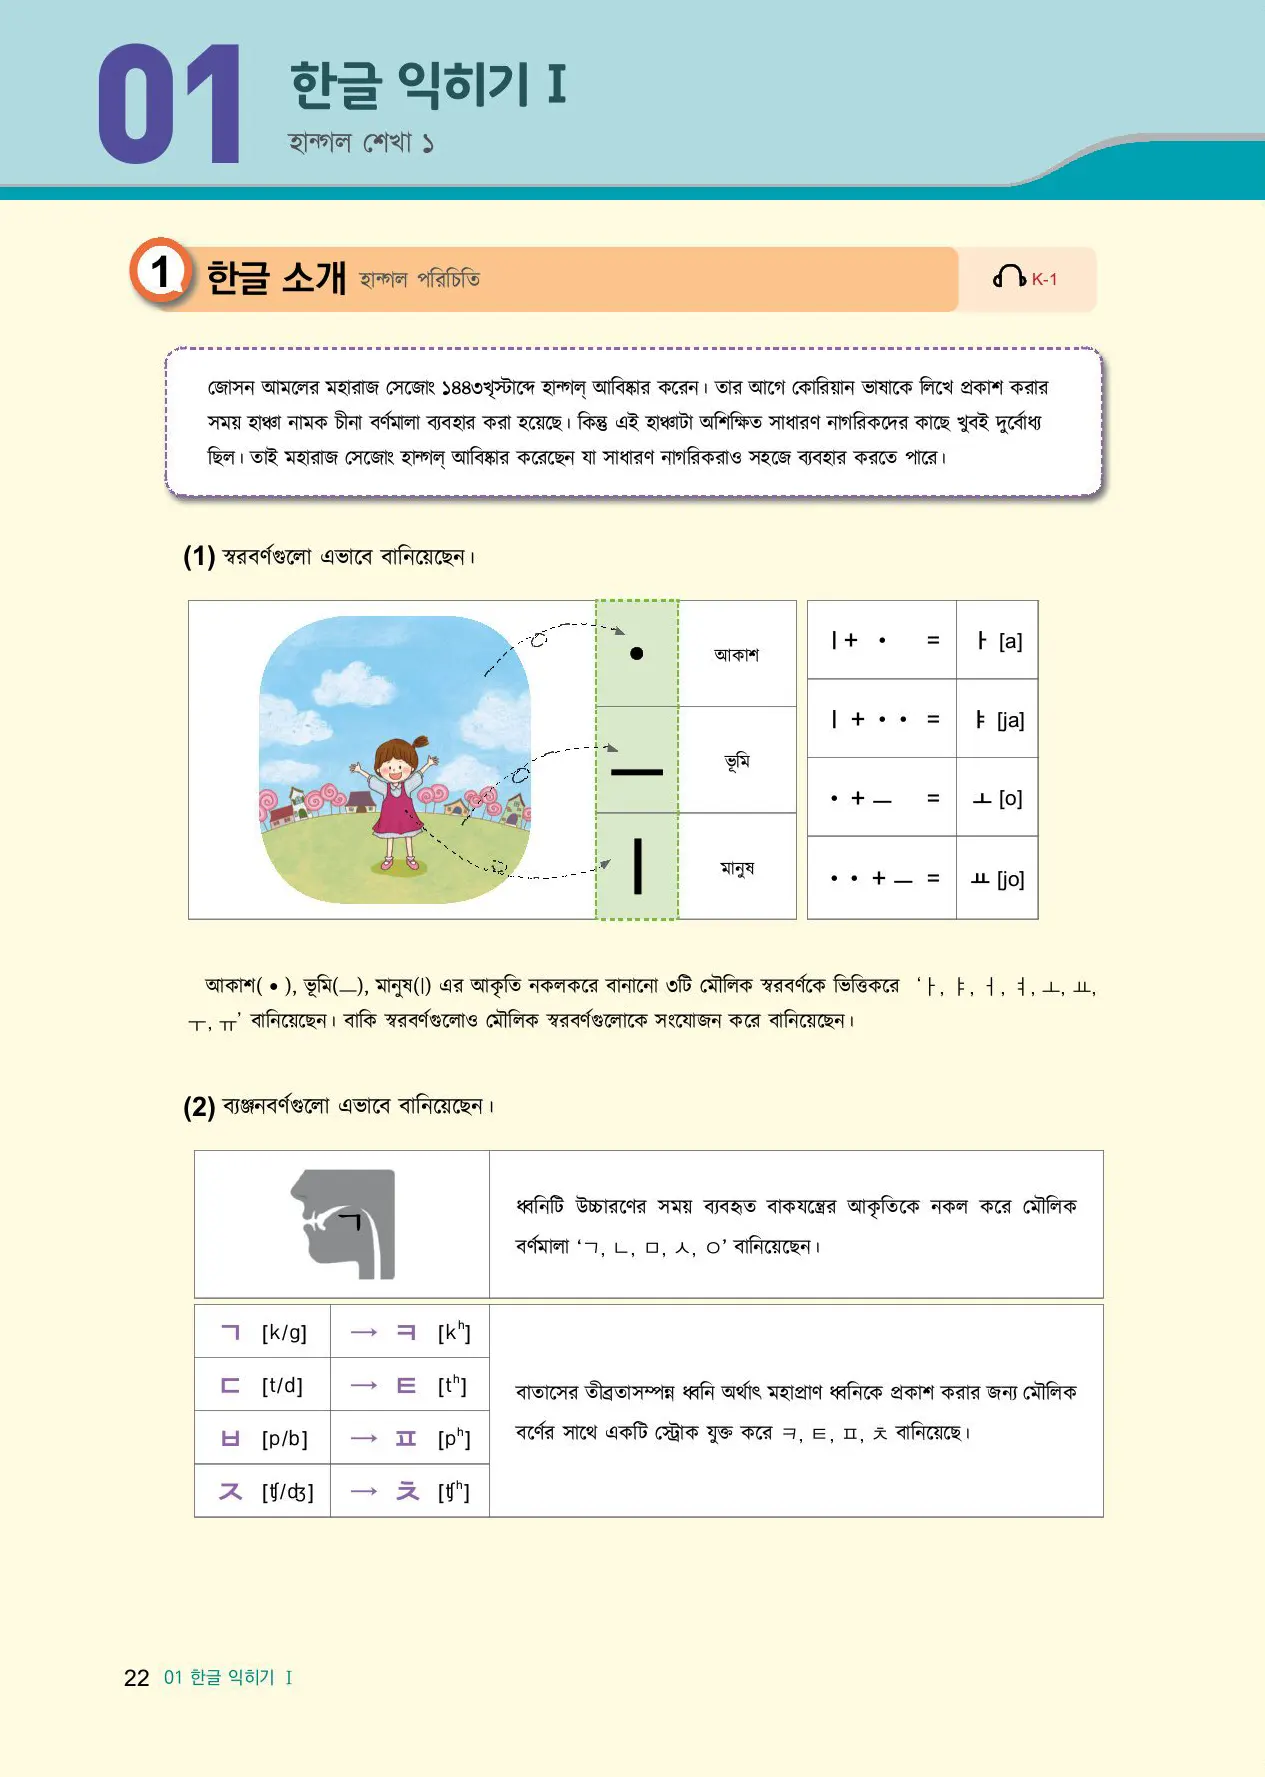 01
한글 익히기 Ⅰ
হান্গল শেখা ১
1 한글 소개 হান্গল পরিচিতি
K-1
জোসন আমলের মহারাজ সেজোং ১৪৪৩খৃস্টাব্দে হান্গল্ আবিষ্কার করেন। তার আগে কোরিয়ান ভাষাকে লিখে প্রকাশ করার
সময় হাঞ্চা নামক চীনা বর্ণমালা ব্যবহার করা হয়েছে। কিন্তু এই হাঞ্চাটা অশিক্ষিত সাধারণ নাগরিকদের কাছে খুবই দুর্বোধ্য
ছিল। তাই মহারাজ সেজোং হান্গল্ আবিষ্কার করেছেন যা সাধারণ নাগরিকরাও সহজে ব্যবহার করতে পারে।
(1) স্বরবর্ণগুলো এভাবে বানিয়েছেন।
• আকাশ
ㅡ ভূমি
ㅣ মানুষ
ㅣ+ • = ㅏ [a]
ㅣ + • • = ㅑ [ja]
• + ㅡ = ㅗ [o]
• • + ㅡ = ㅛ [jo]
আকাশ( • ), ভূমি(ㅡ), মানুষ(ㅣ) এর আকৃতি নকলকরে বানানো ৩টি মৌলিক স্বরবর্ণকে ভিত্তিকরে ‘ㅏ, ㅑ, ㅓ, ㅕ, ㅗ, ㅛ,
ㅜ, ㅠ’ বানিয়েছেন। বাকি স্বরবর্ণগুলোও মৌলিক স্বরবর্ণগুলোকে সংযোজন করে বানিয়েছেন।
(2) ব্যঞ্জনবর্ণগুলো এভাবে বানিয়েছেন।
ㄱ
ধ্বনিটি উচ্চারণের সময় ব্যবহৃত বাকযন্ত্রের আকৃতিকে নকল করে মৌলিক
বর্ণমালা ‘ㄱ, ㄴ, ㅁ, ㅅ, ㅇ’ বানিয়েছেন।
ㄱ [k/g] → ㅋ [kʰ]
ㄷ [t/d] → ㅌ [tʰ]
ㅂ [p/b] → ㅍ [pʰ]
ㅈ [ʧ/ʤ] → ㅊ [ʧʰ]
বাতাসের তীব্রতাসম্পন্ন ধ্বনি অর্থাৎ মহাপ্রাণ ধ্বনিকে প্রকাশ করার জন্য মৌলিক
বর্ণের সাথে একটি স্ট্রোক যুক্ত করে ㅋ, ㅌ, ㅍ, ㅊ বানিয়েছে।
22 01 한글 익히기 Ⅰ